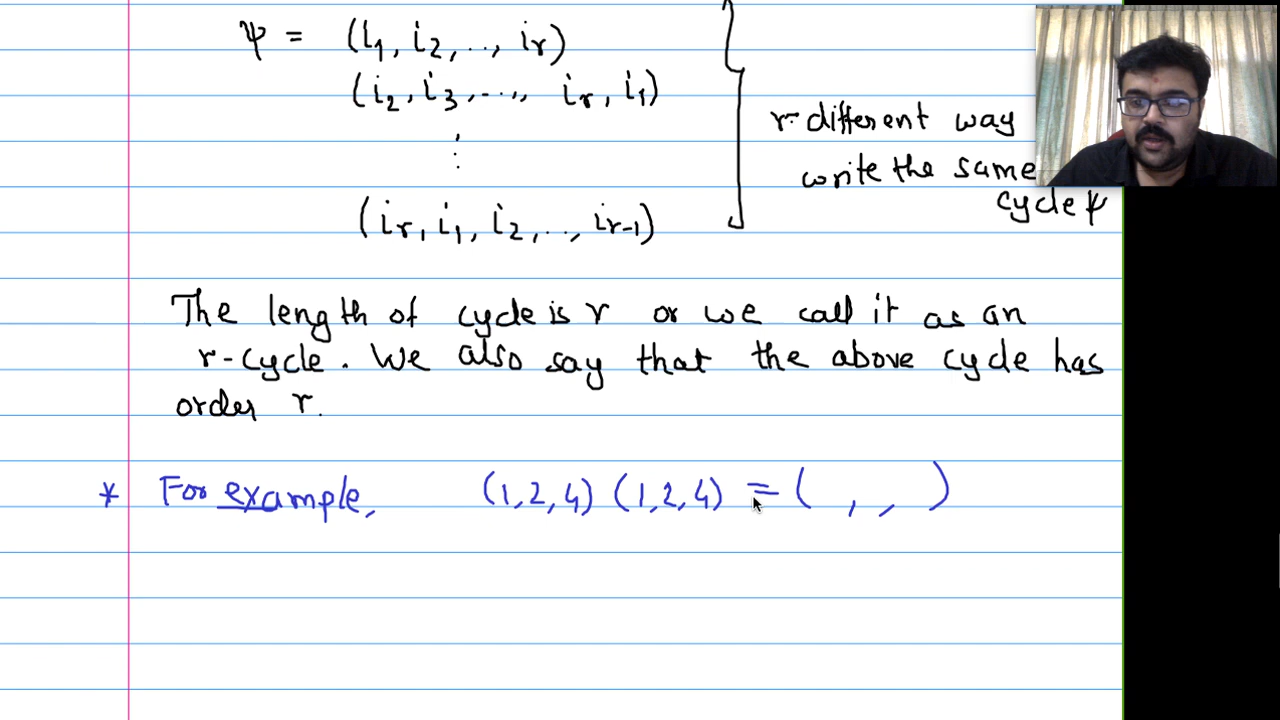 ψ = (i₁, i₂, .., iᵣ)
(i₂, i₃, ..., iᵣ, i₁)
⋮
(iᵣ, i₁, i₂, .., iᵣ₋₁)
r-different way
write the same
cycle ψ
The length of cycle is r or we call it as an
r-cycle. We also say that the above cycle has
order r.
* For example, (1,2,4) (1,2,4) = ( , , )